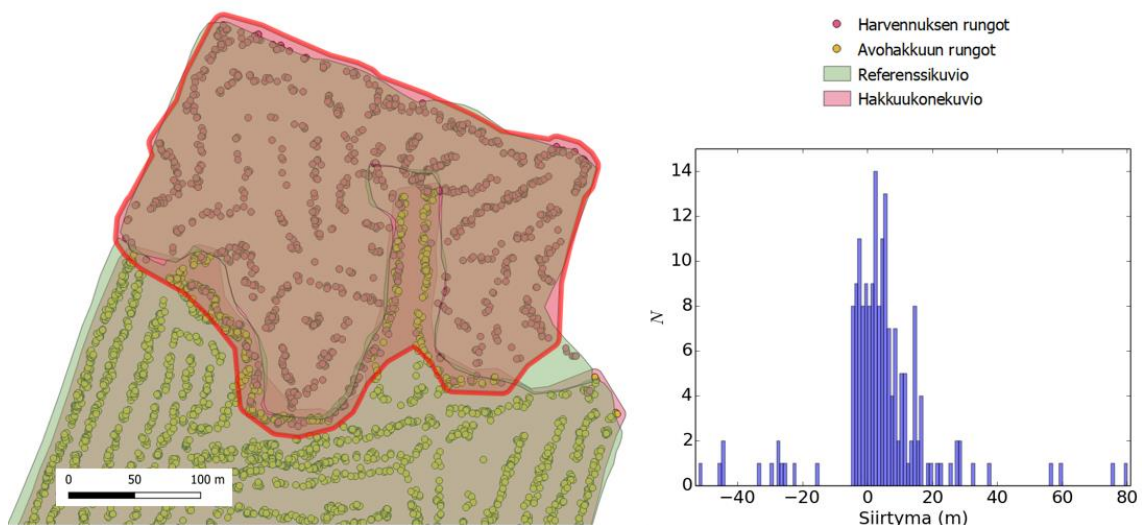 Harvennuksen rungot
Avohakkuun rungot
Referenssikuvio
Hakkuukonekuvio
0 50 100 m
14
12
10
8
6
4
2
0
N
−40 −20 0 20 40 60 80
Siirtyma (m)